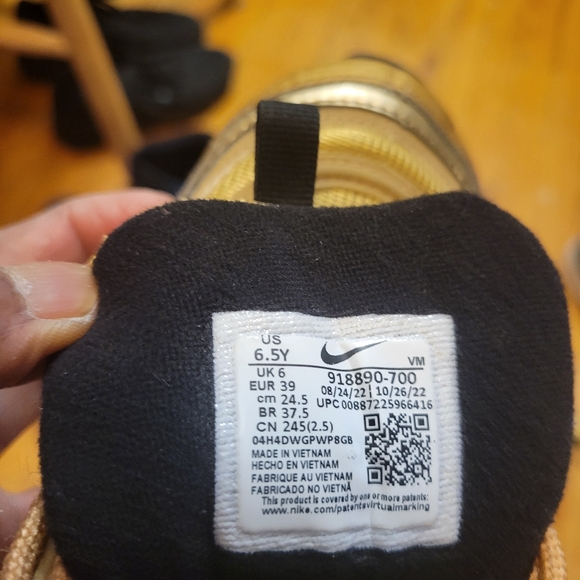 US
6.5Y
VM
UK 6
918890-700
EUR 39
08/24/22 10/26/22
cm 24.5
UPC 00887225966416
BR 37.5
CN 245(2.5)
04H4DWGPWP8GB
MADE IN VIETNAM
HECHO EN VIETNAM
FABRIQUE AU VIETNAM
FABRICADO NO VIETNÃ
This product is covered by one or more patents:
www.nike.com/patentsvirtualmarking